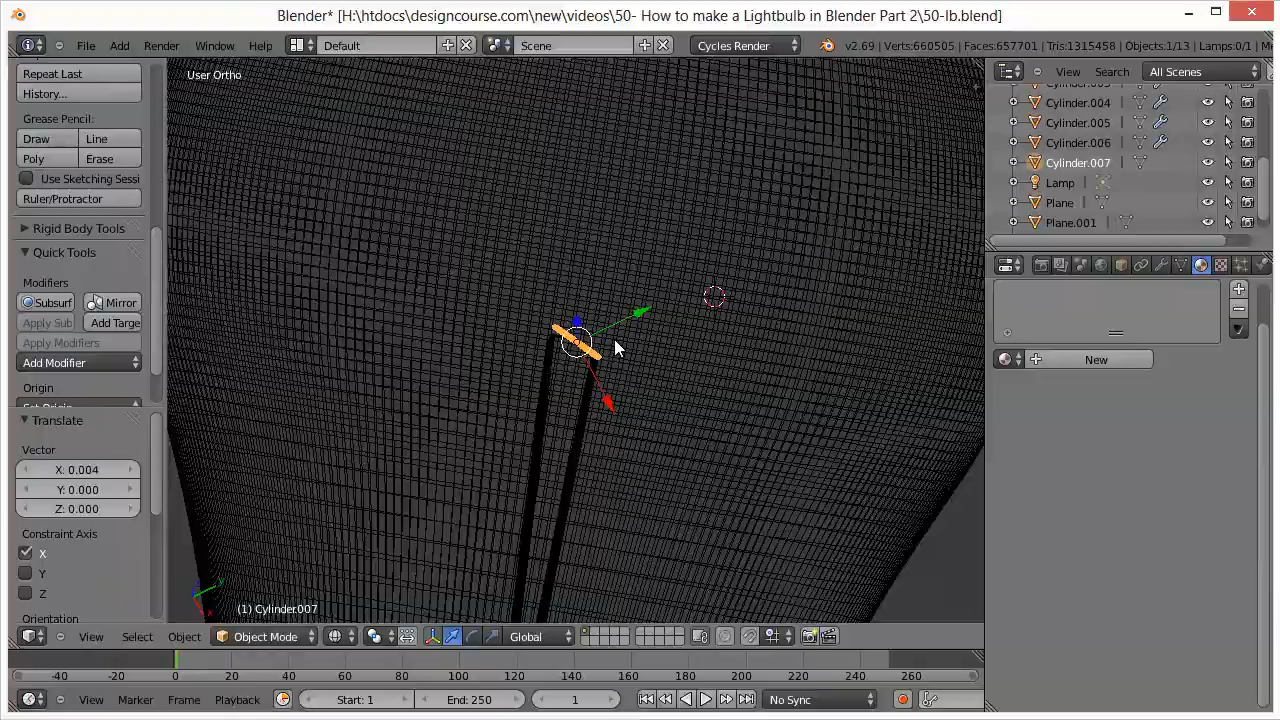 Blender* [H:\htdocs\designcourse.com\new\videos\50- How to make a Lightbulb in Blender Part 2\50-lb.blend]
File Add Render Window Help Default Scene Cycles Render v2.69 | Verts:660505 | Faces:657701 | Tris:1315458 | Objects:1/13 | Lamps:0/1 |
Repeat Last
History...
Grease Pencil:
Draw Line
Poly Erase
Use Sketching Sessi
Ruler/Protractor
Rigid Body Tools
Quick Tools
Modifiers
Subsurf Mirror
Apply Sub Add Targe
Apply Modifiers
Add Modifier
Origin
Translate
Vector
X: 0.004
Y: 0.000
Z: 0.000
Constraint Axis
X
Y
Z
Orientation
User Ortho
(1) Cylinder.007
View Search All Scenes
Cylinder.004
Cylinder.005
Cylinder.006
Cylinder.007
Lamp
Plane
Plane.001
New
View Select Object Object Mode Global
-40 -20 0 20 40 60 80 100 120 140 160 180 200 220 240 260
View Marker Frame Playback Start: 1 End: 250 1 No Sync